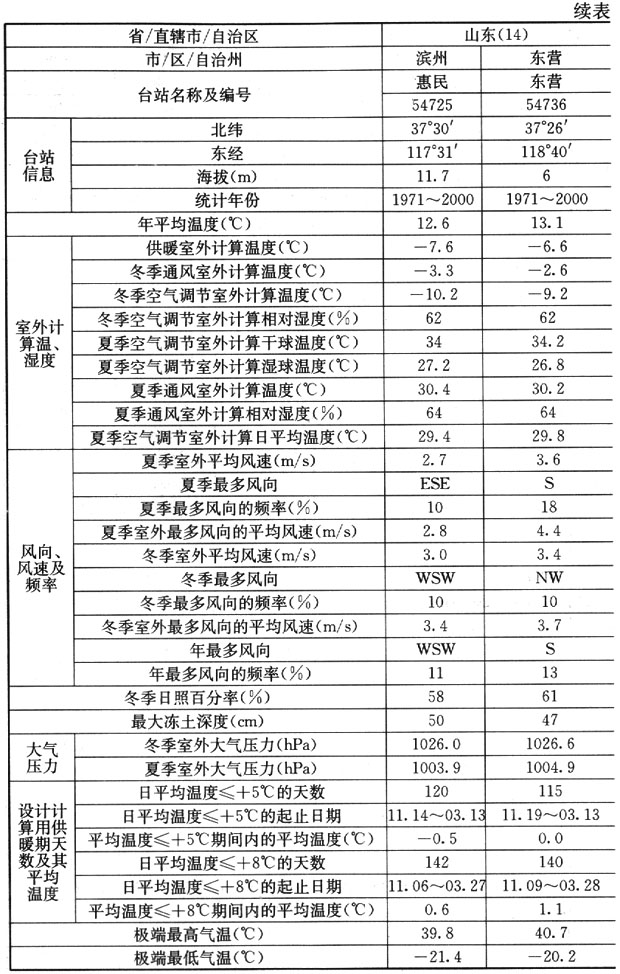 续表
省/直辖市/自治区 山东(14)
市/区/自治州 滨州 东营
台站名称及编号 惠民 东营
54725 54736
台站信息 北纬 37°30′ 37°26′
东经 117°31′ 118°40′
海拔(m) 11.7 6
统计年份 1971～2000 1971～2000
年平均温度(℃) 12.6 13.1
室外计算温、湿度 供暖室外计算温度(℃) －7.6 －6.6
冬季通风室外计算温度(℃) －3.3 －2.6
冬季空气调节室外计算温度(℃) －10.2 －9.2
冬季空气调节室外计算相对湿度(%) 62 62
夏季空气调节室外计算干球温度(℃) 34 34.2
夏季空气调节室外计算湿球温度(℃) 27.2 26.8
夏季通风室外计算温度(℃) 30.4 30.2
夏季通风室外计算相对湿度(%) 64 64
夏季空气调节室外计算日平均温度(℃) 29.4 29.8
风向、风速及频率 夏季室外平均风速(m/s) 2.7 3.6
夏季最多风向 ESE S
夏季最多风向的频率(%) 10 18
夏季室外最多风向的平均风速(m/s) 2.8 4.4
冬季室外平均风速(m/s) 3.0 3.4
冬季最多风向 WSW NW
冬季最多风向的频率(%) 10 10
冬季室外最多风向的平均风速(m/s) 3.4 3.7
年最多风向 WSW S
年最多风向的频率(%) 11 13
冬季日照百分率(%) 58 61
最大冻土深度(cm) 50 47
大气压力 冬季室外大气压力(hPa) 1026.0 1026.6
夏季室外大气压力(hPa) 1003.9 1004.9
设计计算用供暖期天数及其平均温度 日平均温度≤＋5℃的天数 120 115
日平均温度≤＋5℃的起止日期 11.14～03.13 11.19～03.13
平均温度≤＋5℃期间内的平均温度(℃) －0.5 0.0
日平均温度≤＋8℃的天数 142 140
日平均温度≤＋8℃的起止日期 11.06～03.27 11.09～03.28
平均温度≤＋8℃期间内的平均温度(℃) 0.6 1.1
极端最高气温(℃) 39.8 40.7
极端最低气温(℃) －21.4 －20.2